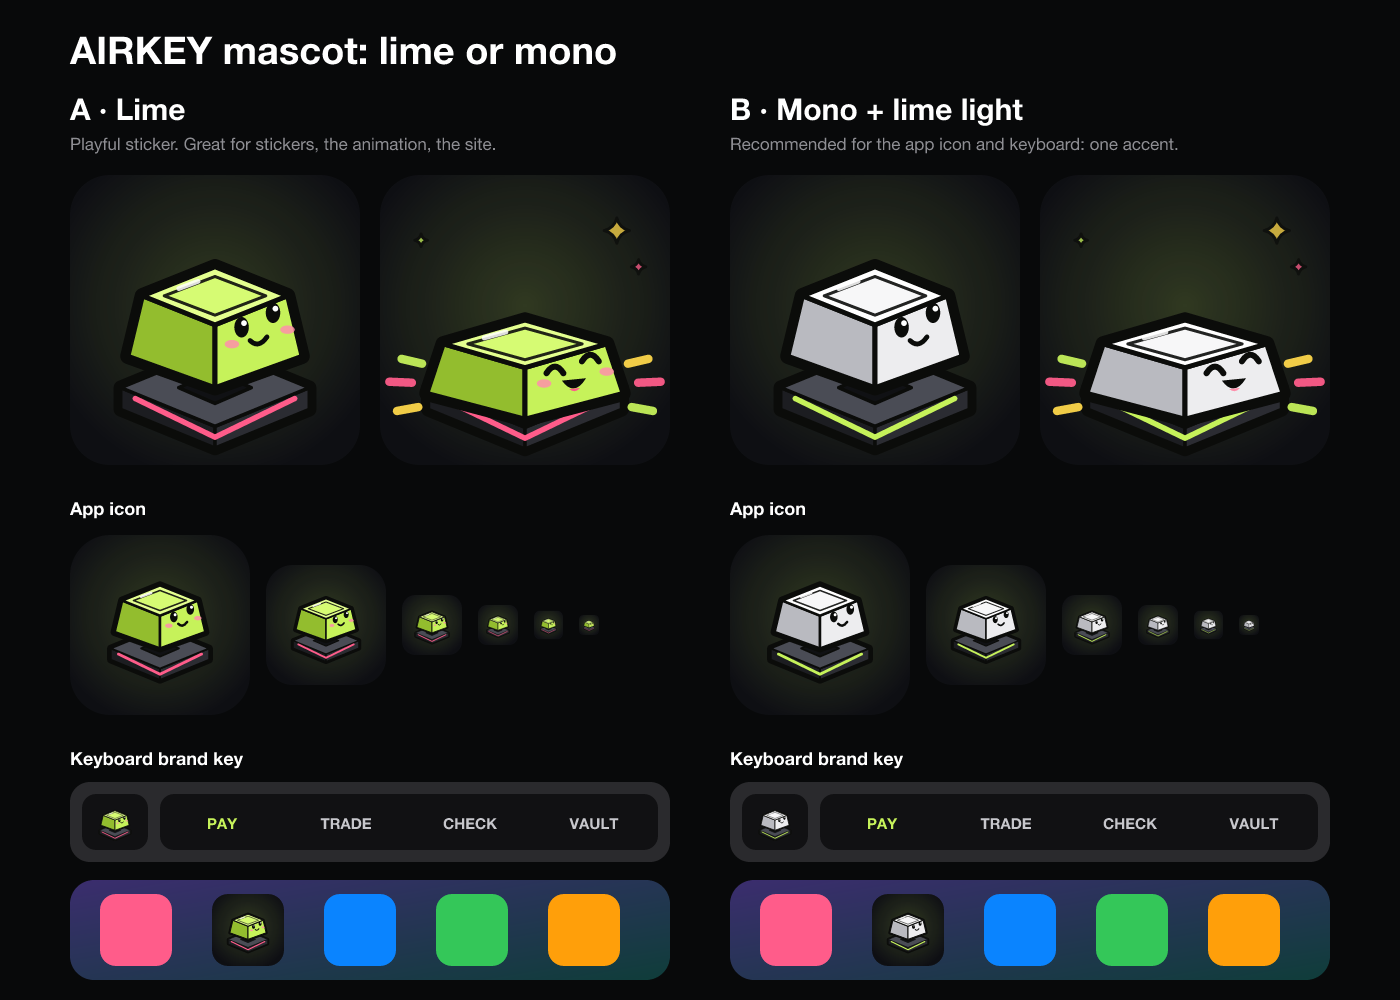 AIRKEY mascot: lime or mono
A · Lime
Playful sticker. Great for stickers, the animation, the site.
B · Mono + lime light
Recommended for the app icon and keyboard: one accent.
App icon
App icon
Keyboard brand key
PAY TRADE CHECK VAULT
Keyboard brand key
PAY TRADE CHECK VAULT